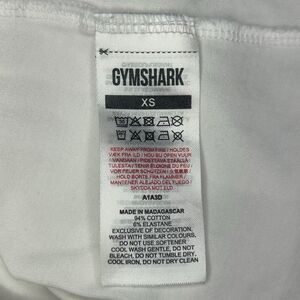 GYMSHARK
XS
KEEP AWAY FROM FIRE / HOLDES
VÆK FRA ILD / HOU BIJ OPEN VUUR
VANDAAN / PIDETTÄVÄ ETÄÄLLÄ
TULESTA / TENIR ÉLOIGNÉ DU FEU /
VOR FEUER SCHÜTZEN /
HOLD BORTE FRA FLAMMER /
MANTENER ALEJADO DEL FUEGO /
SKYDDA MOT ELD
A1A3D
MADE IN MADAGASCAR
94% COTTON
6% ELASTANE
EXCLUSIVE OF DECORATION.
WASH WITH SIMILAR COLOURS,
DO NOT USE SOFTENER
COOL WASH GENTLE, DO NOT
BLEACH, DO NOT TUMBLE DRY,
COOL IRON, DO NOT DRY CLEAN